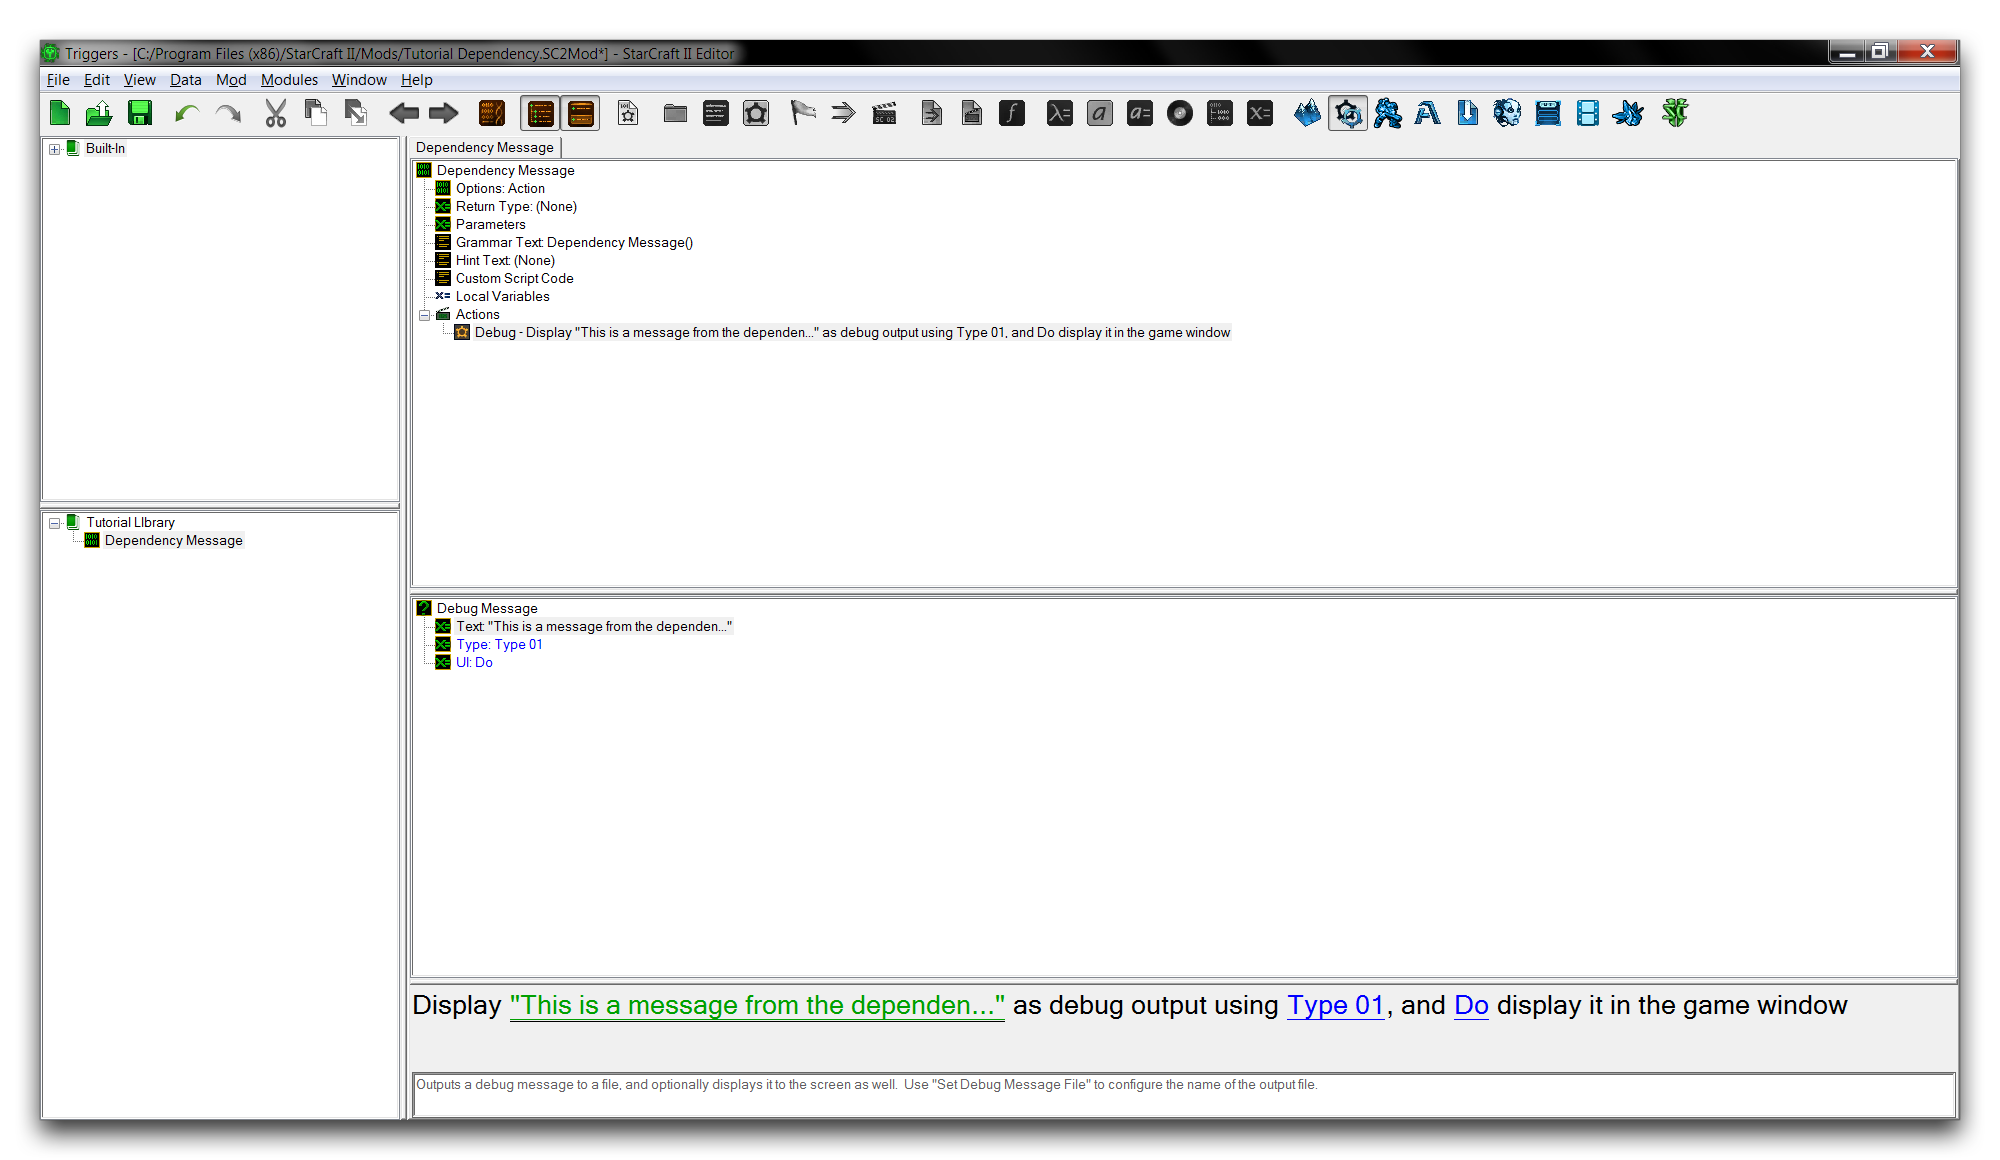 Triggers - [C:/Program Files (x86)/StarCraft II/Mods/Tutorial Dependency.SC2Mod*] - StarCraft II Editor
File Edit View Data Mod Modules Window Help
Built-In
Dependency Message
Dependency Message
Options: Action
Return Type: (None)
Parameters
Grammar Text: Dependency Message()
Hint Text: (None)
Custom Script Code
Local Variables
Actions
Debug - Display "This is a message from the dependen..." as debug output using Type 01, and Do display it in the game window
Tutorial LIbrary
Dependency Message
Debug Message
Text: "This is a message from the dependen..."
Type: Type 01
UI: Do
Display "This is a message from the dependen..." as debug output using Type 01, and Do display it in the game window
Outputs a debug message to a file, and optionally displays it to the screen as well.  Use "Set Debug Message File" to configure the name of the output file.